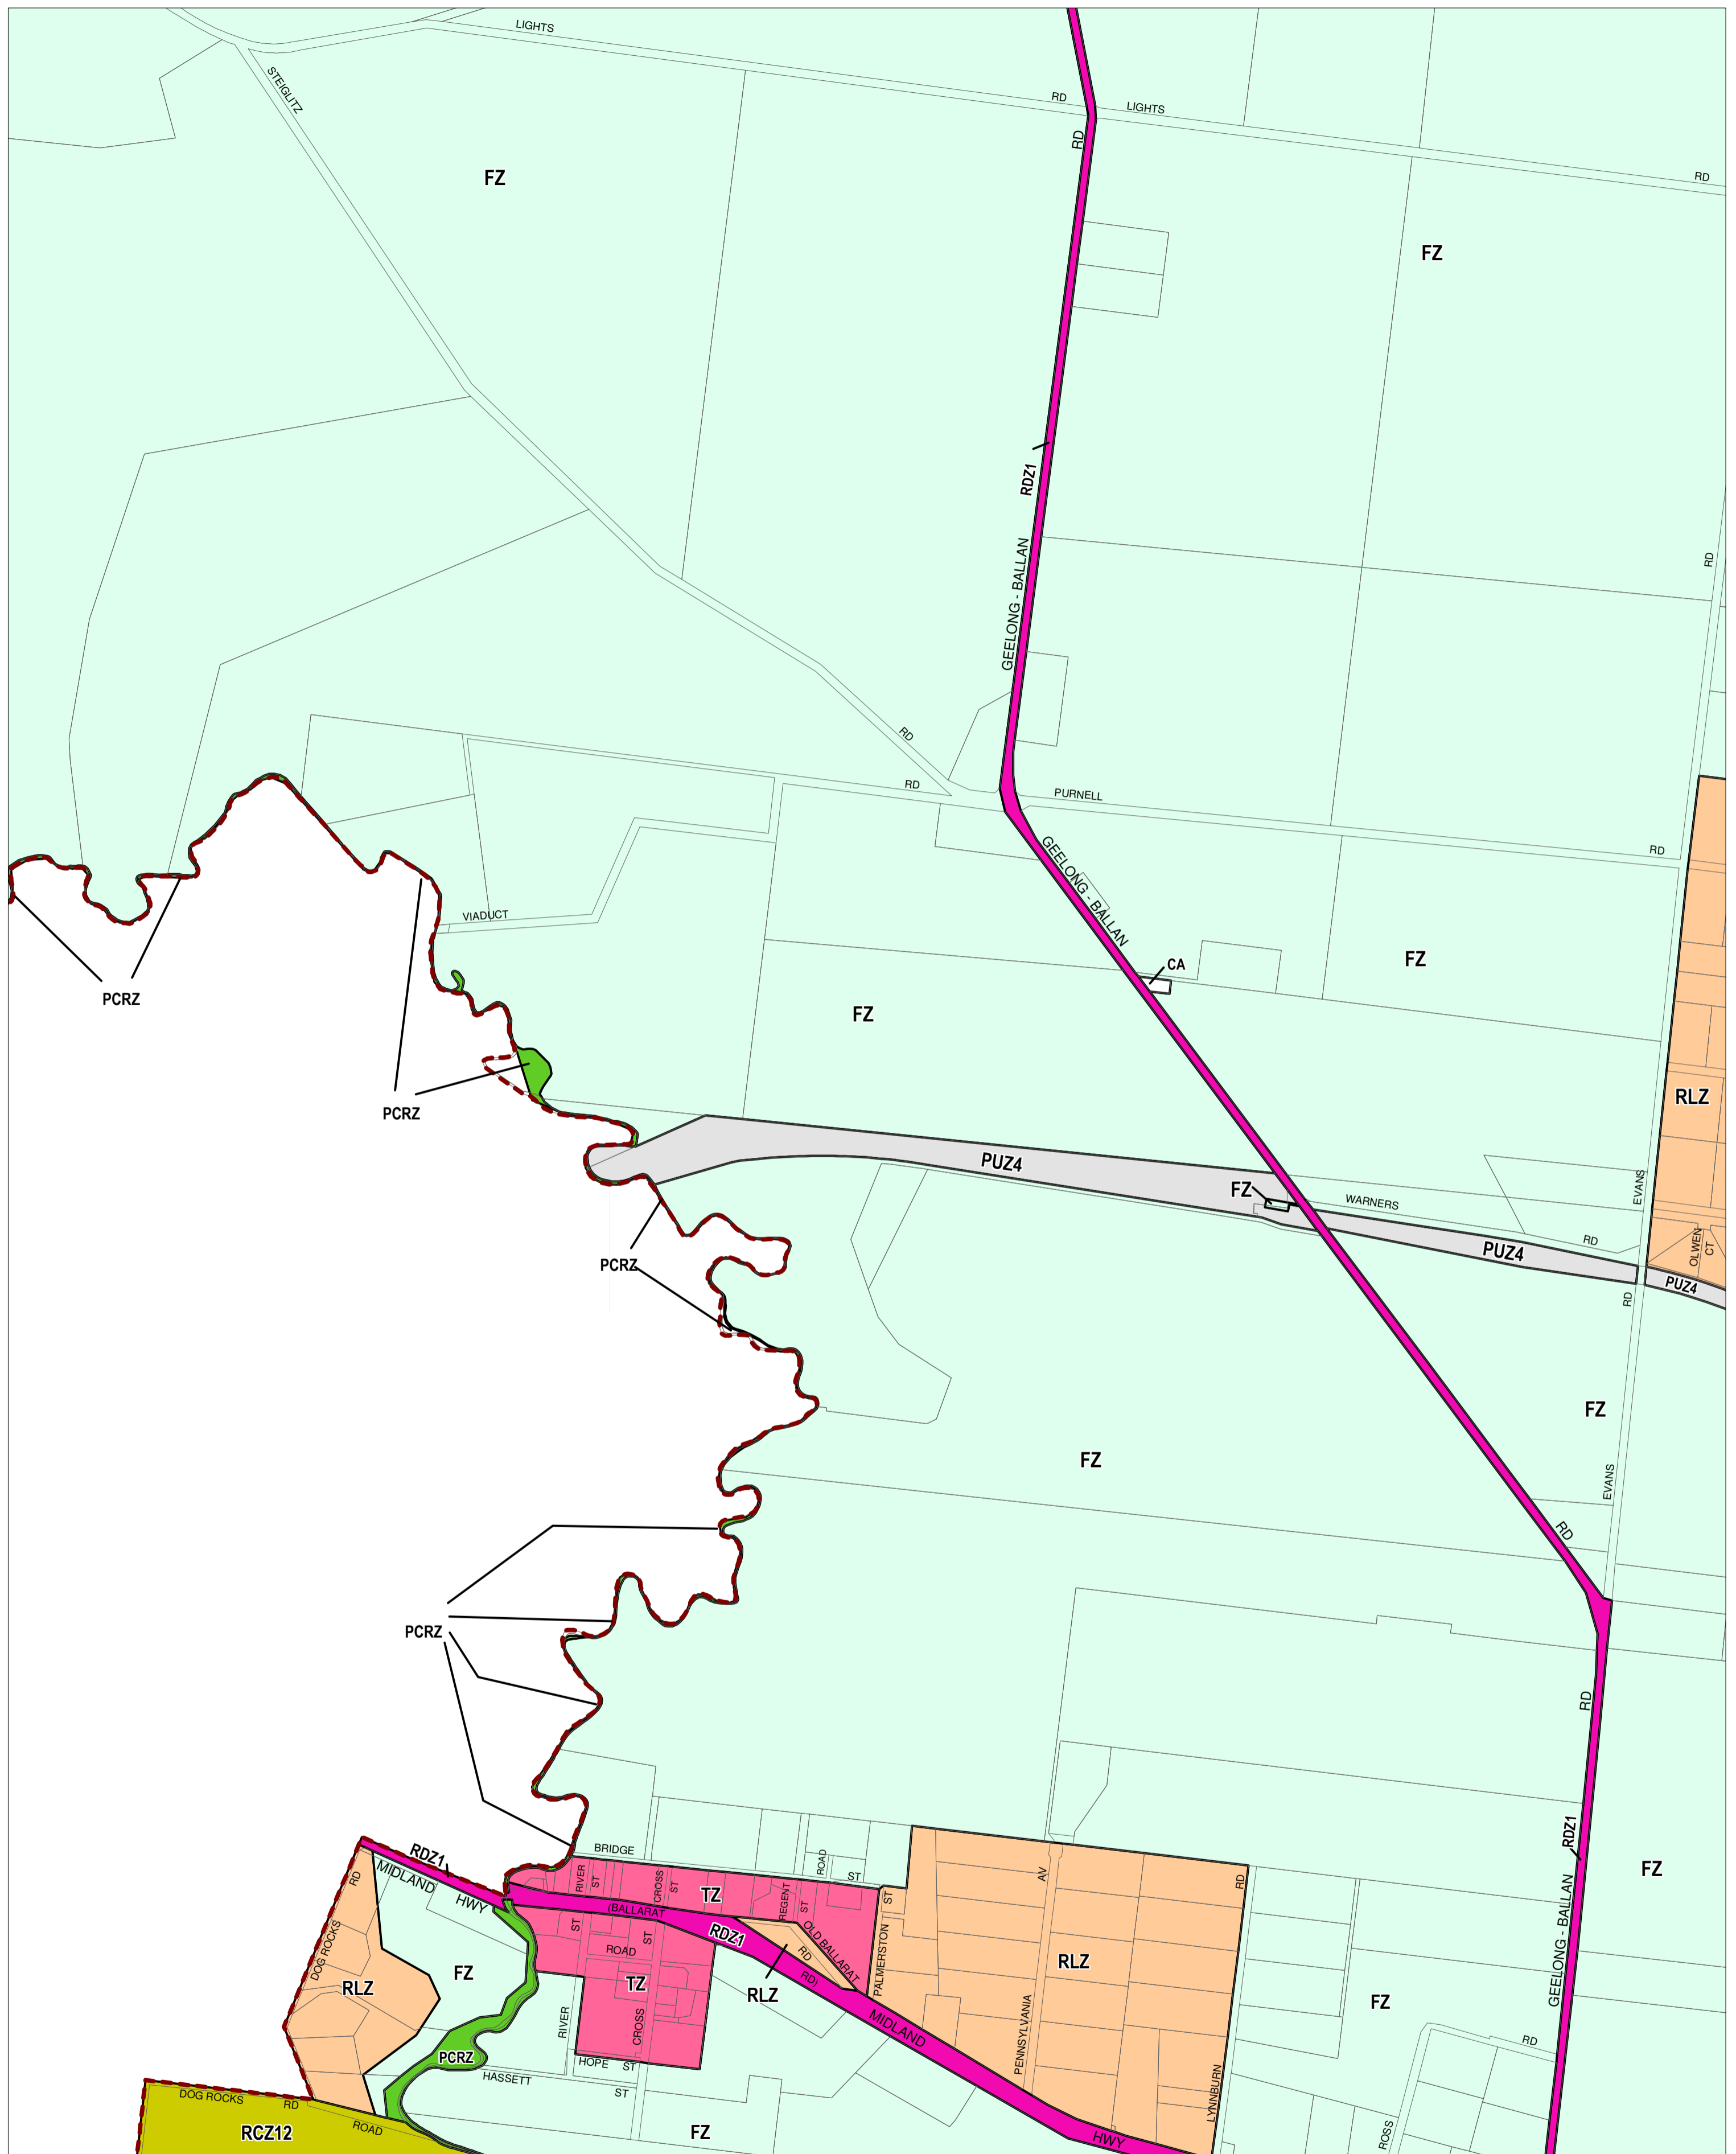 LIGHTS
STEIGLITZ
RD
LIGHTS
RD
RD
FZ
FZ
RDZ1
GEELONG - BALLAN
RD
RD
RD
PURNELL
RD
GEELONG - BALLAN
VIADUCT
CA
FZ
FZ
PCRZ
PCRZ
RLZ
PUZ4
FZ
WARNERS
EVANS
RD
PUZ4
OLWEN
CT
PUZ4
RD
PCRZ
FZ
FZ
EVANS
RD
PCRZ
RD
RDZ1
GEELONG - BALLAN
FZ
BRIDGE
ROAD
ST
RDZ1
MIDLAND
HWY
RD
DOG ROCKS
RLZ
FZ
RIVER
ST
CROSS
ST
TZ
REGENT
ST
(BALLARAT
RDZ1
OLD BALLARAT
RD
RD)
ST
PALMERSTON
ST
ROAD
ST
TZ
RLZ
AV
RD
RLZ
PENNSYLVANIA
MIDLAND
FZ
RIVER
CROSS
PCRZ
HOPE
ST
HASSETT
ST
RD
LYNNBURN
ROSS
DOG ROCKS
RD
ROAD
RCZ12
FZ
HWY